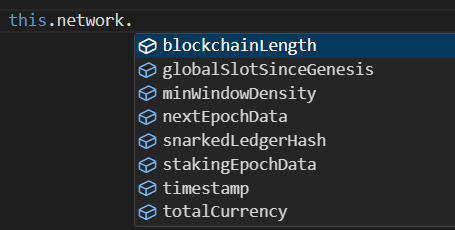 this.network.
blockchainLength
globalSlotSinceGenesis
minWindowDensity
nextEpochData
snarkedLedgerHash
stakingEpochData
timestamp
totalCurrency